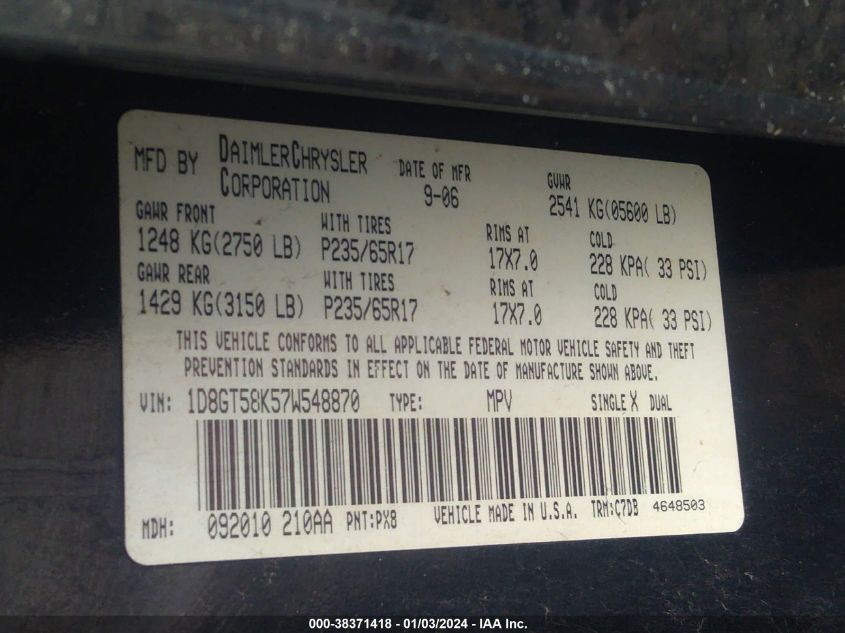 MFD BY DAIMLERCHRYSLER CORPORATION DATE OF MFR 9-06 GVWR 2541 KG(05600 LB)
GAWR FRONT WITH TIRES RIMS AT COLD
1248 KG(2750 LB) P235/65R17 17X7.0 228 KPA( 33 PSI)
GAWR REAR WITH TIRES RIMS AT COLD
1429 KG(3150 LB) P235/65R17 17X7.0 228 KPA( 33 PSI)
THIS VEHICLE CONFORMS TO ALL APPLICABLE FEDERAL MOTOR VEHICLE SAFETY AND THEFT
PREVENTION STANDARDS IN EFFECT ON THE DATE OF MANUFACTURE SHOWN ABOVE.
VIN: 1D8GT58K57W548870 TYPE: MPV SINGLE X DUAL
MDH: 092010 210AA PNT:PX8 VEHICLE MADE IN U.S.A. TRM:C7DB 4648503
000-38371418 - 01/03/2024 - IAA Inc.